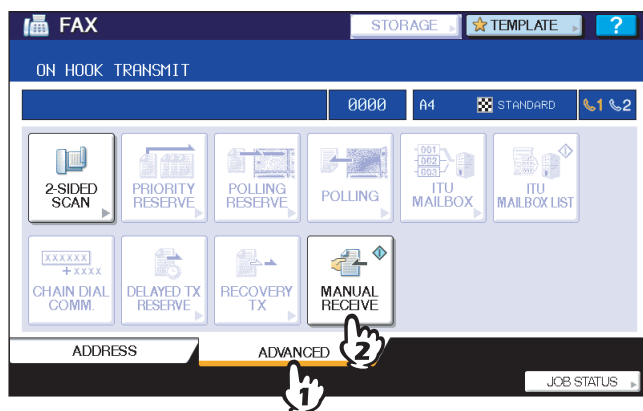 FAX
STORAGE
TEMPLATE
?
ON HOOK TRANSMIT
0000
A4
STANDARD
1
2
2-SIDED
SCAN
PRIORITY
RESERVE
POLLING
RESERVE
POLLING
001
002
003
ITU
MAILBOX
ITU
MAILBOX LIST
XXXXXX
+XXXX
CHAIN DIAL
COMM.
DELAYED TX
RESERVE
RECOVERY
TX
MANUAL
RECEIVE
2
ADDRESS
ADVANCED
1
JOB STATUS